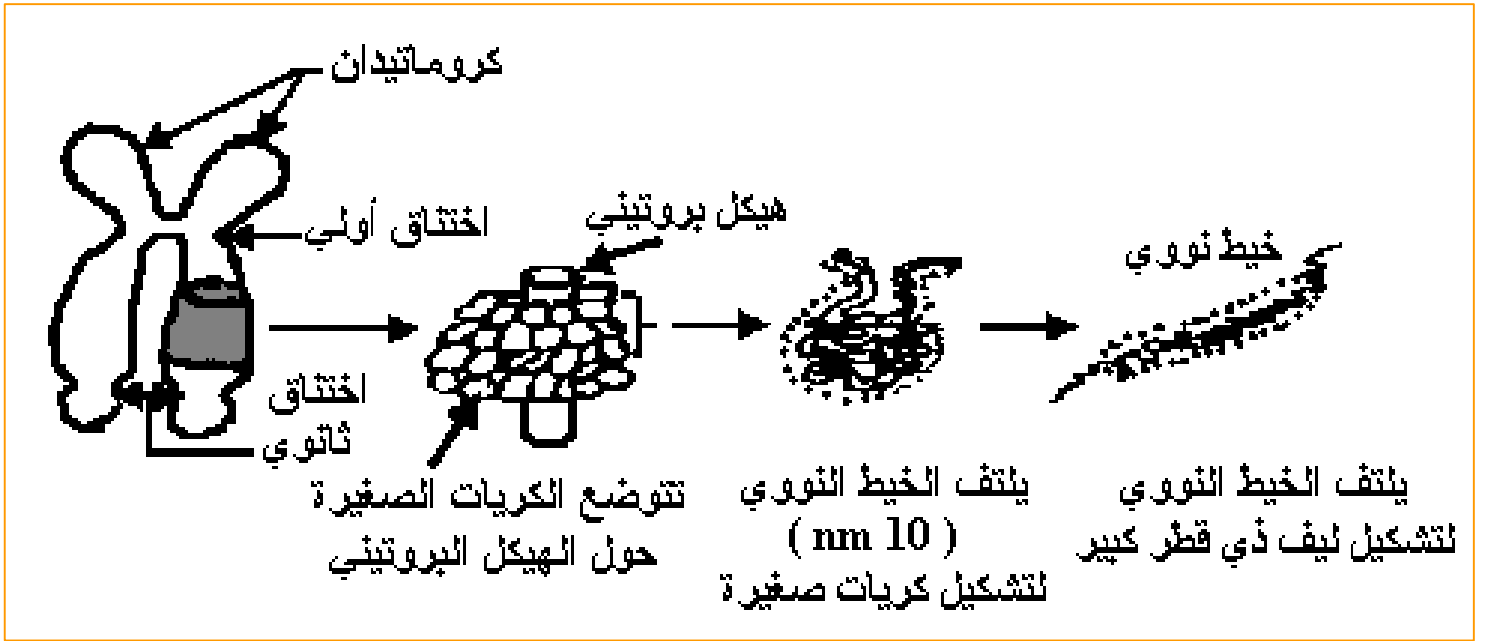 كروماتيدان
هيكل بروتيني
اختناق أولي
خيط نووي
اختناق
ثانوي
تتوضع الكريات الصغيرة
حول الهيكل البروتيني
يلتف الخيط النووي
( nm 10 )
لتشكيل كريات صغيرة
يلتف الخيط النووي
لتشكيل ليف ذي قطر كبير